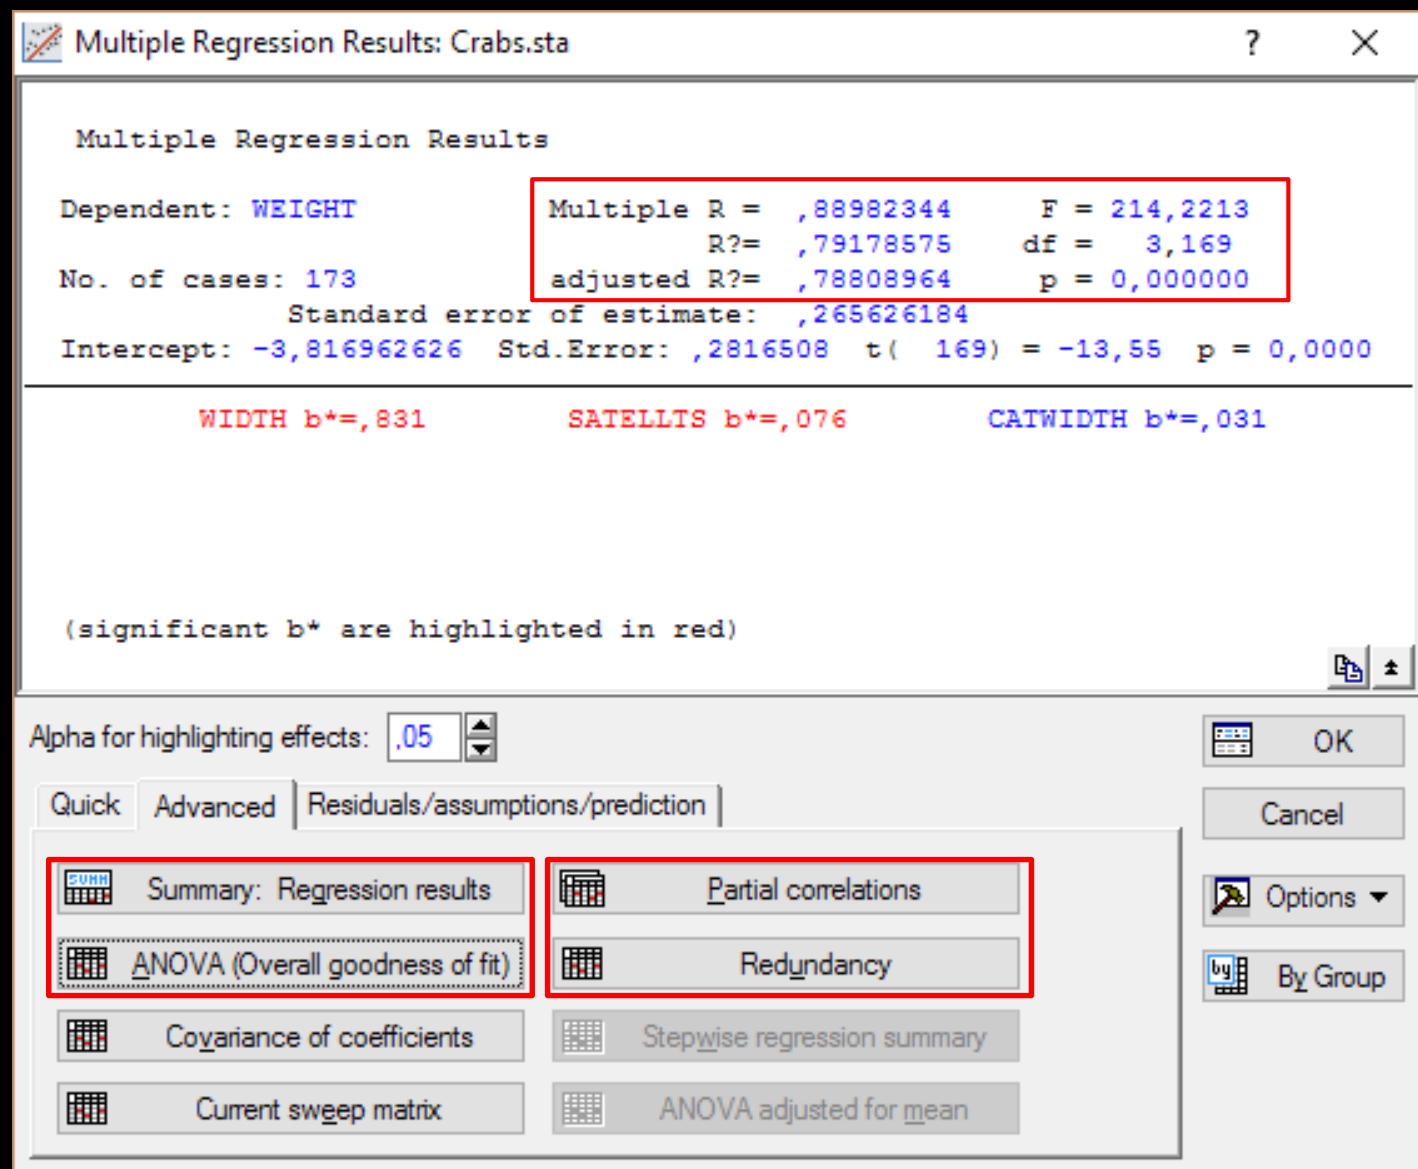 Multiple Regression Results: Crabs.sta ?
Multiple Regression Results
Dependent: WEIGHT Multiple R = ,88982344 F = 214,2213
R?= ,79178575 df = 3,169
No. of cases: 173 adjusted R?= ,78808964 p = 0,000000
Standard error of estimate: ,265626184
Intercept: -3,816962626 Std.Error: ,2816508 t( 169) = -13,55 p = 0,0000
WIDTH b*=,831 SATELLTS b*=,076 CATWIDTH b*=,031
(significant b* are highlighted in red)
Alpha for highlighting effects: ,05
OK
Quick Advanced Residuals/assumptions/prediction
Cancel
SUMM Summary: Regression results Partial correlations
Options
ANOVA (Overall goodness of fit) Redundancy
by By Group
Covariance of coefficients Stepwise regression summary
Current sweep matrix ANOVA adjusted for mean